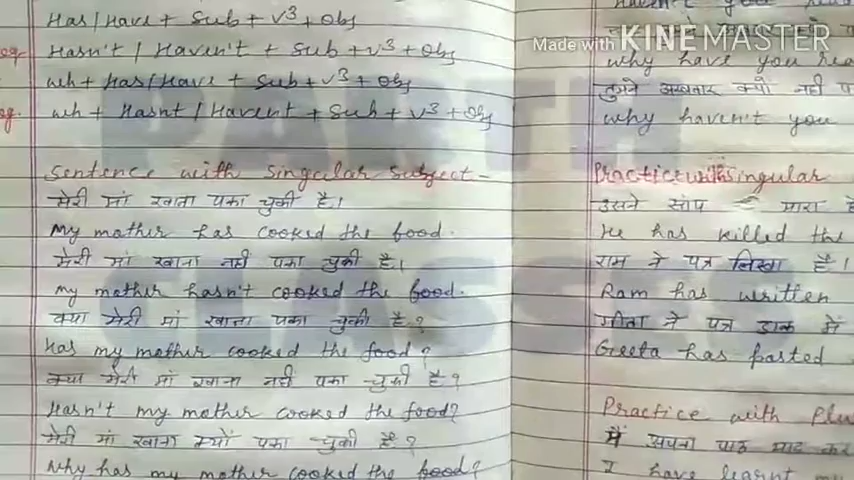 Has/Have + Sub + v³ + Obj
Hasn't / Haven't + Sub + v³ + Obj
wh + has/Have + Sub + v³ + Obj
wh + Hasnt / Havent + Sub + v³ + Obj
Sentence with Singular Subject -
मेरी मां खाना पका चुकी है।
My mother has cooked the food.
मेरी मां खाना नहीं पका चुकी है।
My mother hasn't cooked the food.
क्या मेरी मां खाना पका चुकी है?
Has my mother cooked the food?
क्या मेरी मां खाना नहीं पका चुकी है?
Hasn't my mother cooked the food?
मेरी मां खाना क्यों पका चुकी है?
Why has my mother cooked the food?
Made with KINEMASTER
why have you
तुमने अखबार क्यों नहीं
why haven't you
Practice with singular
उसने सांप मारा
He has killed the
राम ने पत्र लिखा है।
Ram has written
गीता ने पत्र डाक में
Geeta has posted
Practice with
मैं अपना पाठ याद कर
I have learnt my
PARTH
CLASSES